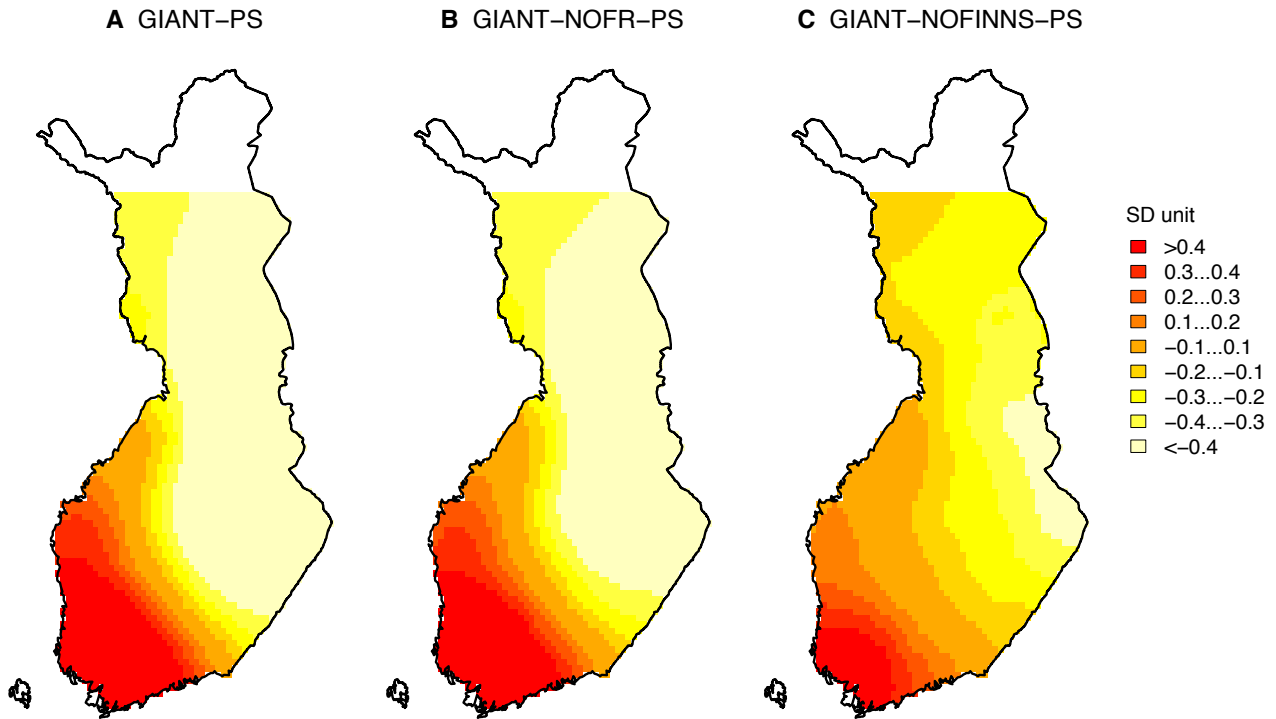 A GIANT−PS
B GIANT−NOFR−PS
C GIANT−NOFINNS−PS
SD unit
>0.4
0.3...0.4
0.2...0.3
0.1...0.2
−0.1...0.1
−0.2...−0.1
−0.3...−0.2
−0.4...−0.3
<−0.4